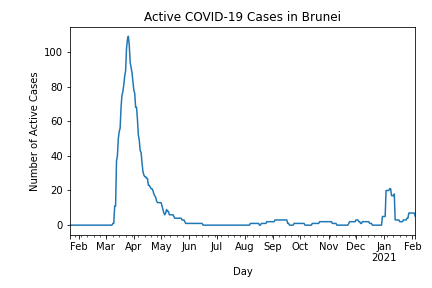 Active COVID-19 Cases in Brunei
Number of Active Cases
100
80
60
40
20
0
Feb Mar Apr May Jun Jul Aug Sep Oct Nov Dec Jan Feb
2021
Day